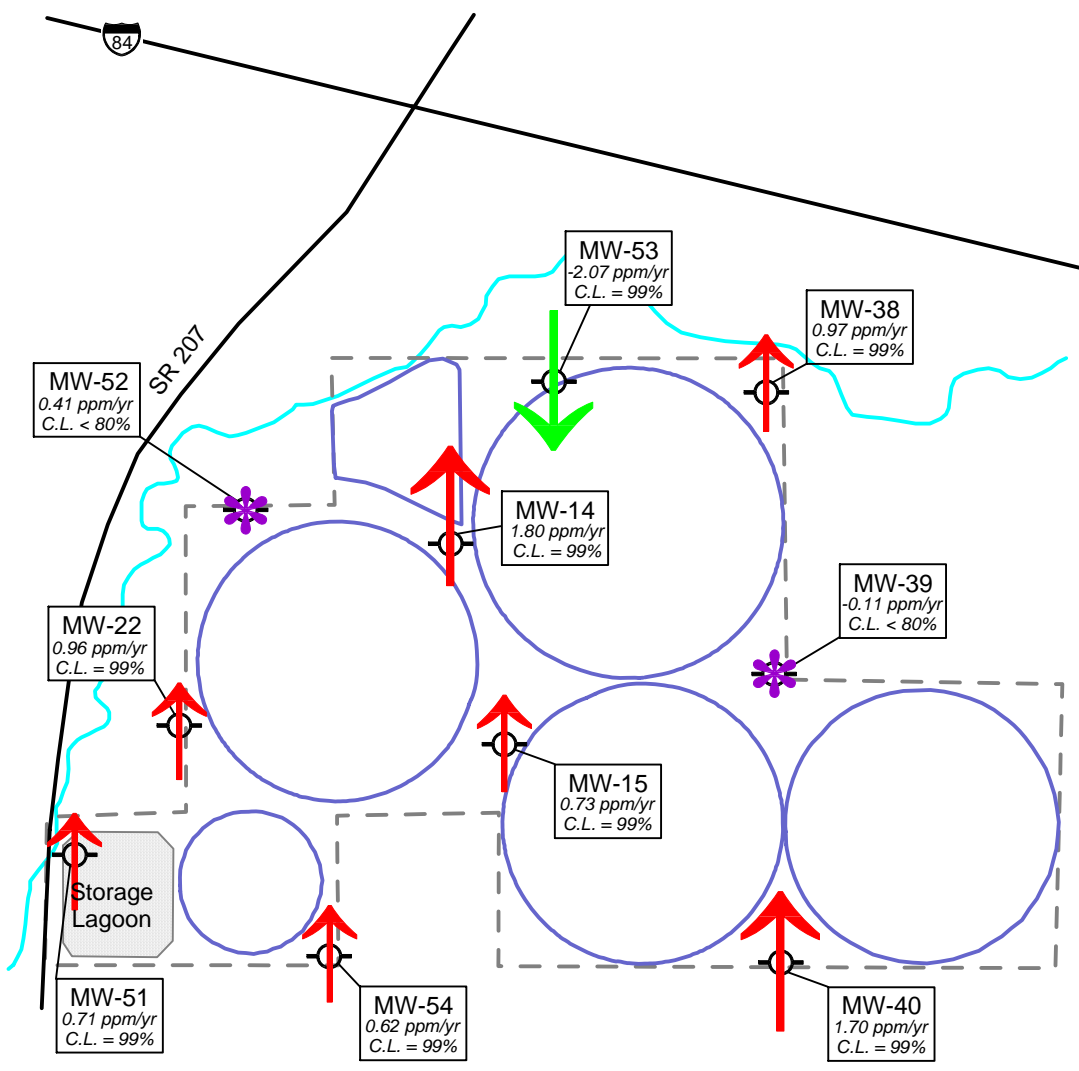 84
SR 207
MW-53
-2.07 ppm/yr
C.L. = 99%
MW-38
0.97 ppm/yr
C.L. = 99%
MW-52
0.41 ppm/yr
C.L. < 80%
MW-14
1.80 ppm/yr
C.L. = 99%
MW-39
-0.11 ppm/yr
C.L. < 80%
MW-22
0.96 ppm/yr
C.L. = 99%
MW-15
0.73 ppm/yr
C.L. = 99%
Storage
Lagoon
MW-51
0.71 ppm/yr
C.L. = 99%
MW-54
0.62 ppm/yr
C.L. = 99%
MW-40
1.70 ppm/yr
C.L. = 99%